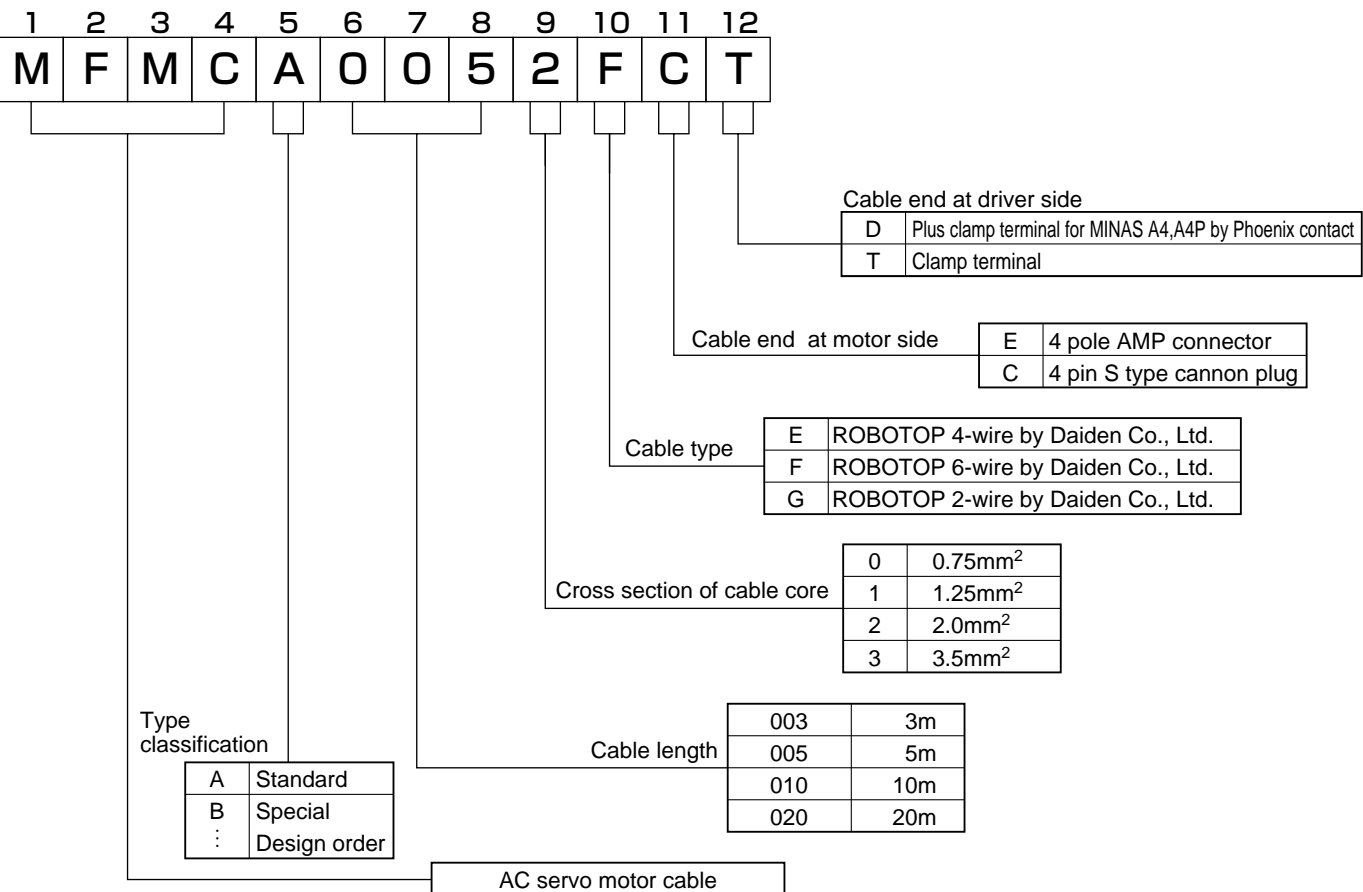 1 2 3 4 5 6 7 8 9 10 11 12
M F M C A 0 0 5 2 F C T
Cable end at driver side
D Plus clamp terminal for MINAS A4,A4P by Phoenix contact
T Clamp terminal
Cable end at motor side
E 4 pole AMP connector
C 4 pin S type cannon plug
Cable type
E ROBOTOP 4-wire by Daiden Co., Ltd.
F ROBOTOP 6-wire by Daiden Co., Ltd.
G ROBOTOP 2-wire by Daiden Co., Ltd.
Cross section of cable core
0 0.75mm²
1 1.25mm²
2 2.0mm²
3 3.5mm²
Cable length
003 3m
005 5m
010 10m
020 20m
Type
classification
A Standard
B Special
⋮ Design order
AC servo motor cable